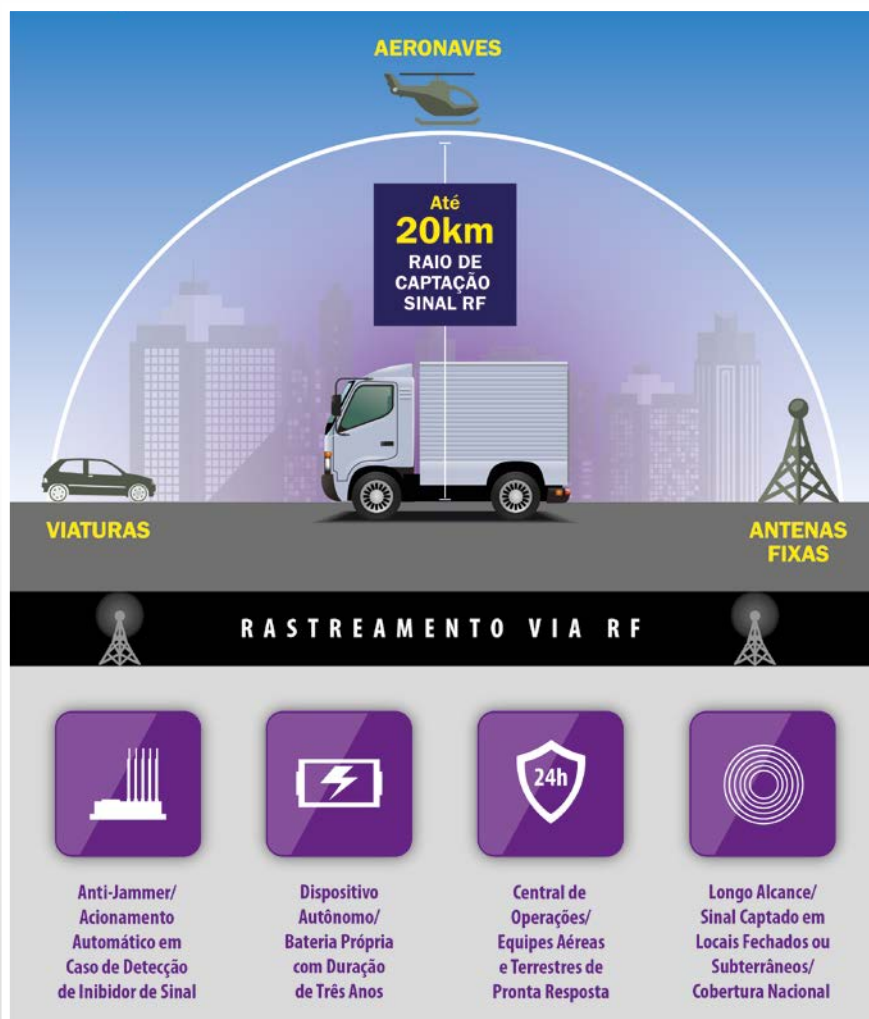 AERONAVES
Até
20km
RAIO DE
CAPTAÇÃO
SINAL RF
VIATURAS
ANTENAS
FIXAS
RASTREAMENTO VIA RF
24h
Anti-Jammer/
Acionamento
Automático em
Caso de Detecção
de Inibidor de Sinal
Dispositivo
Autônomo/
Bateria Própria
com Duração
de Três Anos
Central de
Operações/
Equipes Aéreas
e Terrestres de
Pronta Resposta
Longo Alcance/
Sinal Captado em
Locais Fechados ou
Subterrâneos/
Cobertura Nacional